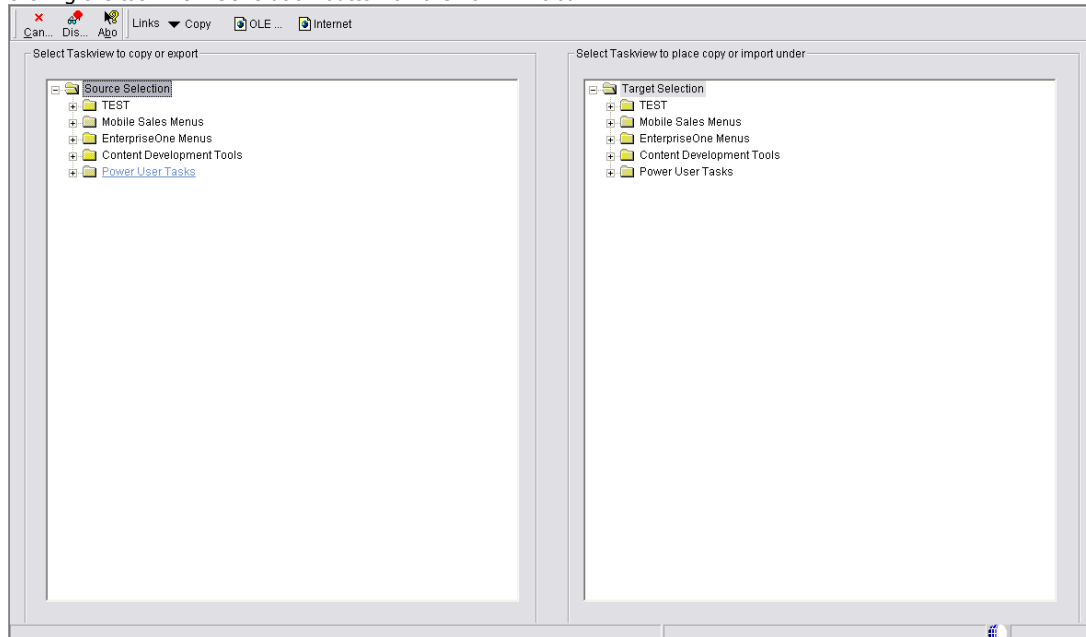 Links Copy OLE ... Internet
Can... Dis... Abo
Select Taskview to copy or export
Source Selection
TEST
Mobile Sales Menus
EnterpriseOne Menus
Content Development Tools
Power User Tasks
Select Taskview to place copy or import under
Target Selection
TEST
Mobile Sales Menus
EnterpriseOne Menus
Content Development Tools
Power User Tasks